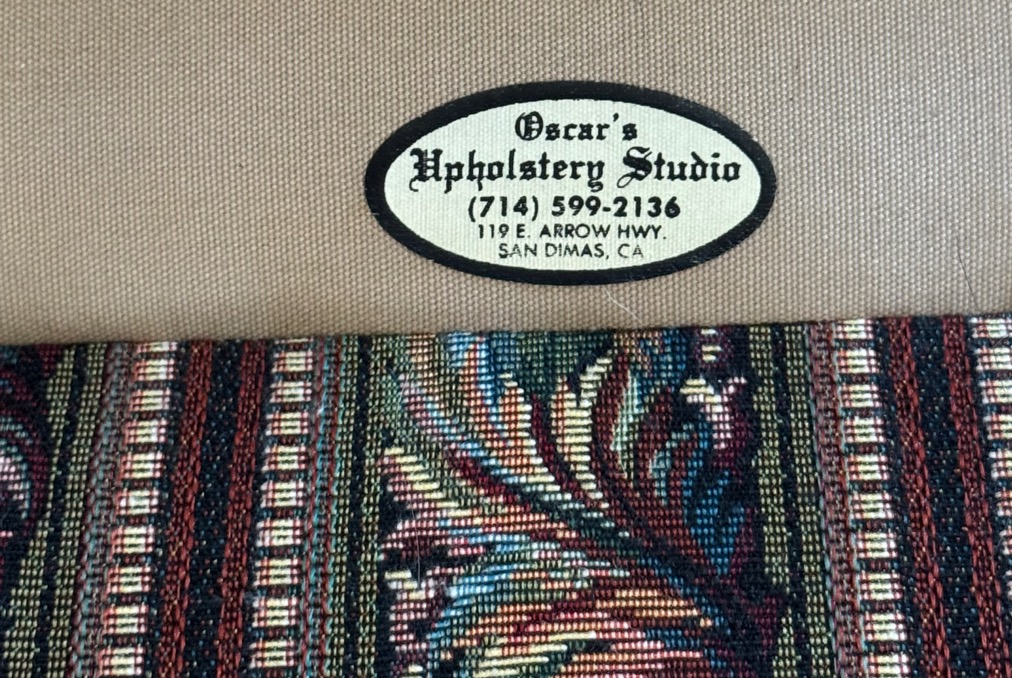 Oscar's
Upholstery Studio
(714) 599-2136
119 E. ARROW HWY.
SAN DIMAS, CA